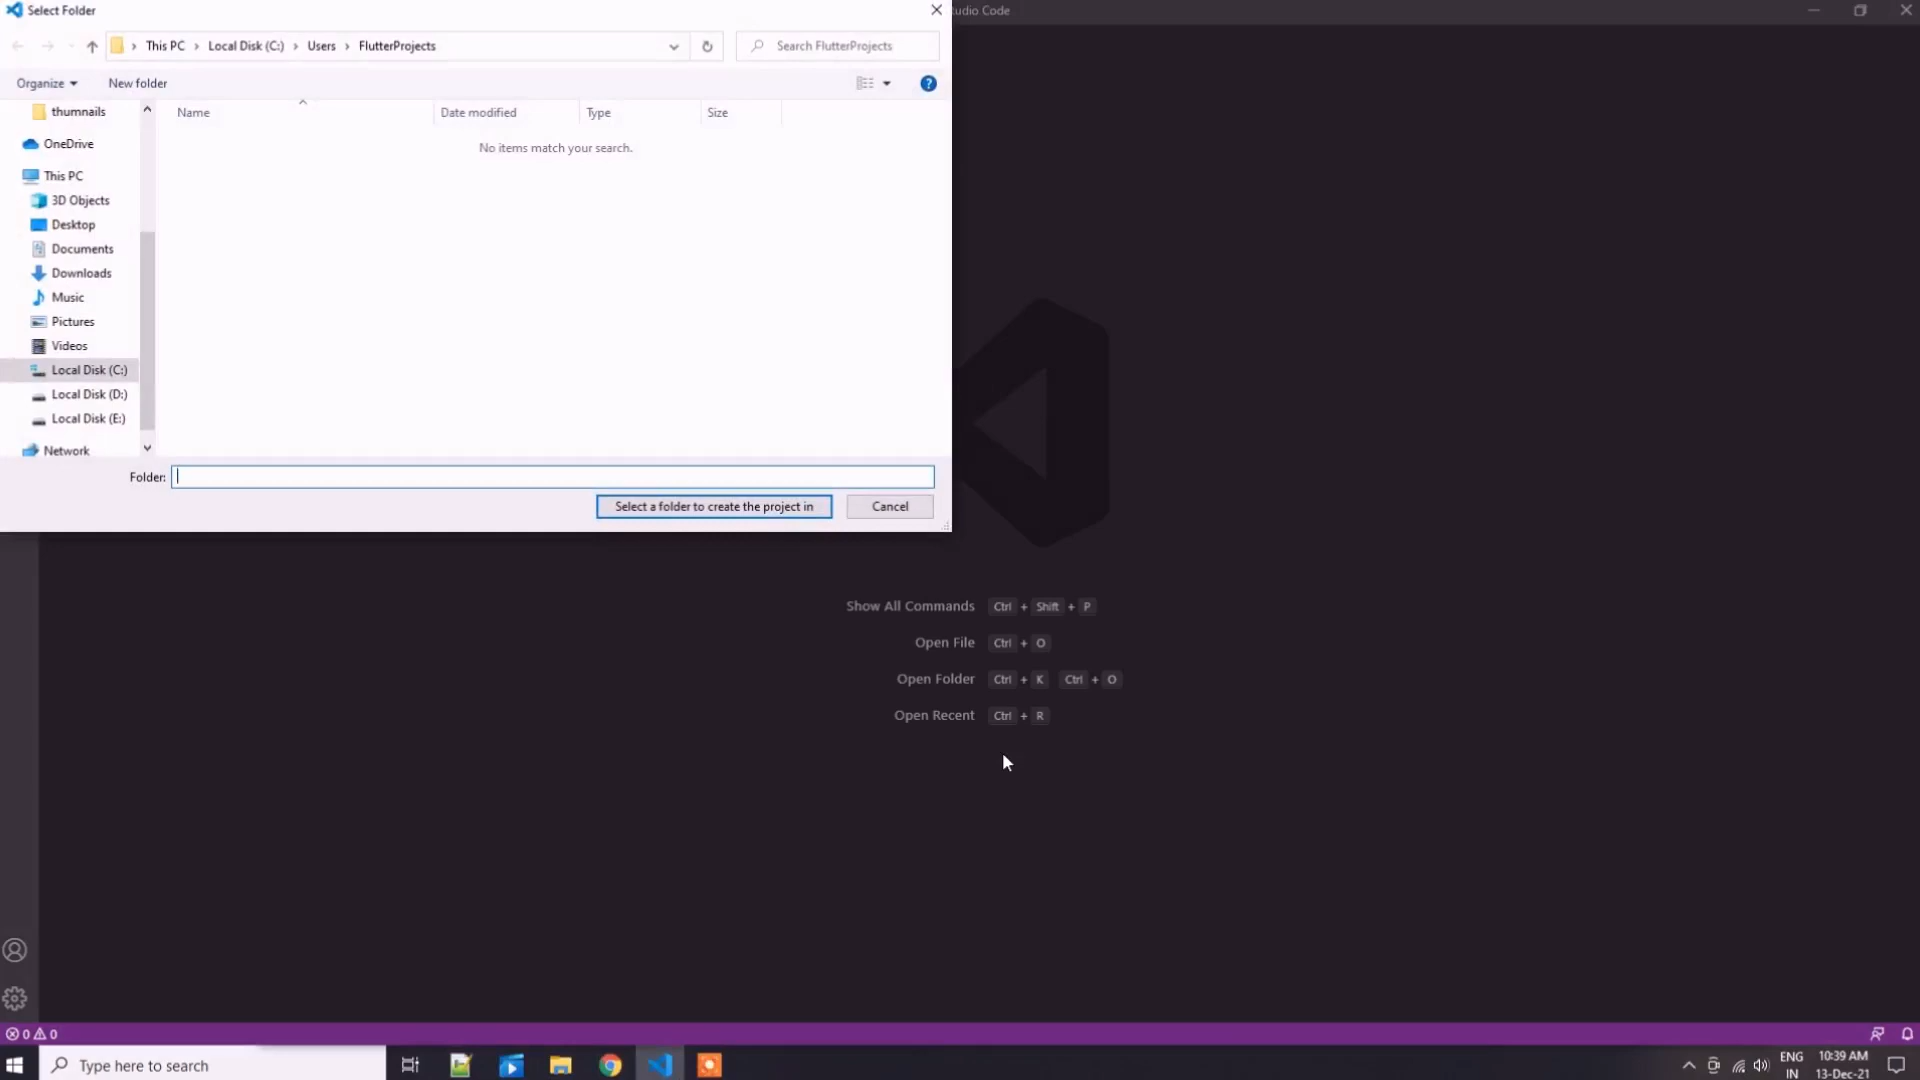 Select Folder
tudio Code
This PC > Local Disk (C:) > Users > FlutterProjects
Search FlutterProjects
Organize
New folder
Name
Date modified
Type
Size
No items match your search.
thumnails
OneDrive
This PC
3D Objects
Desktop
Documents
Downloads
Music
Pictures
Videos
Local Disk (C:)
Local Disk (D:)
Local Disk (E:)
Network
Folder:
Select a folder to create the project in
Cancel
Show All Commands Ctrl + Shift + P
Open File Ctrl + O
Open Folder Ctrl + K Ctrl + O
Open Recent Ctrl + R
0 0
Type here to search
ENG
IN
10:39 AM
13-Dec-21